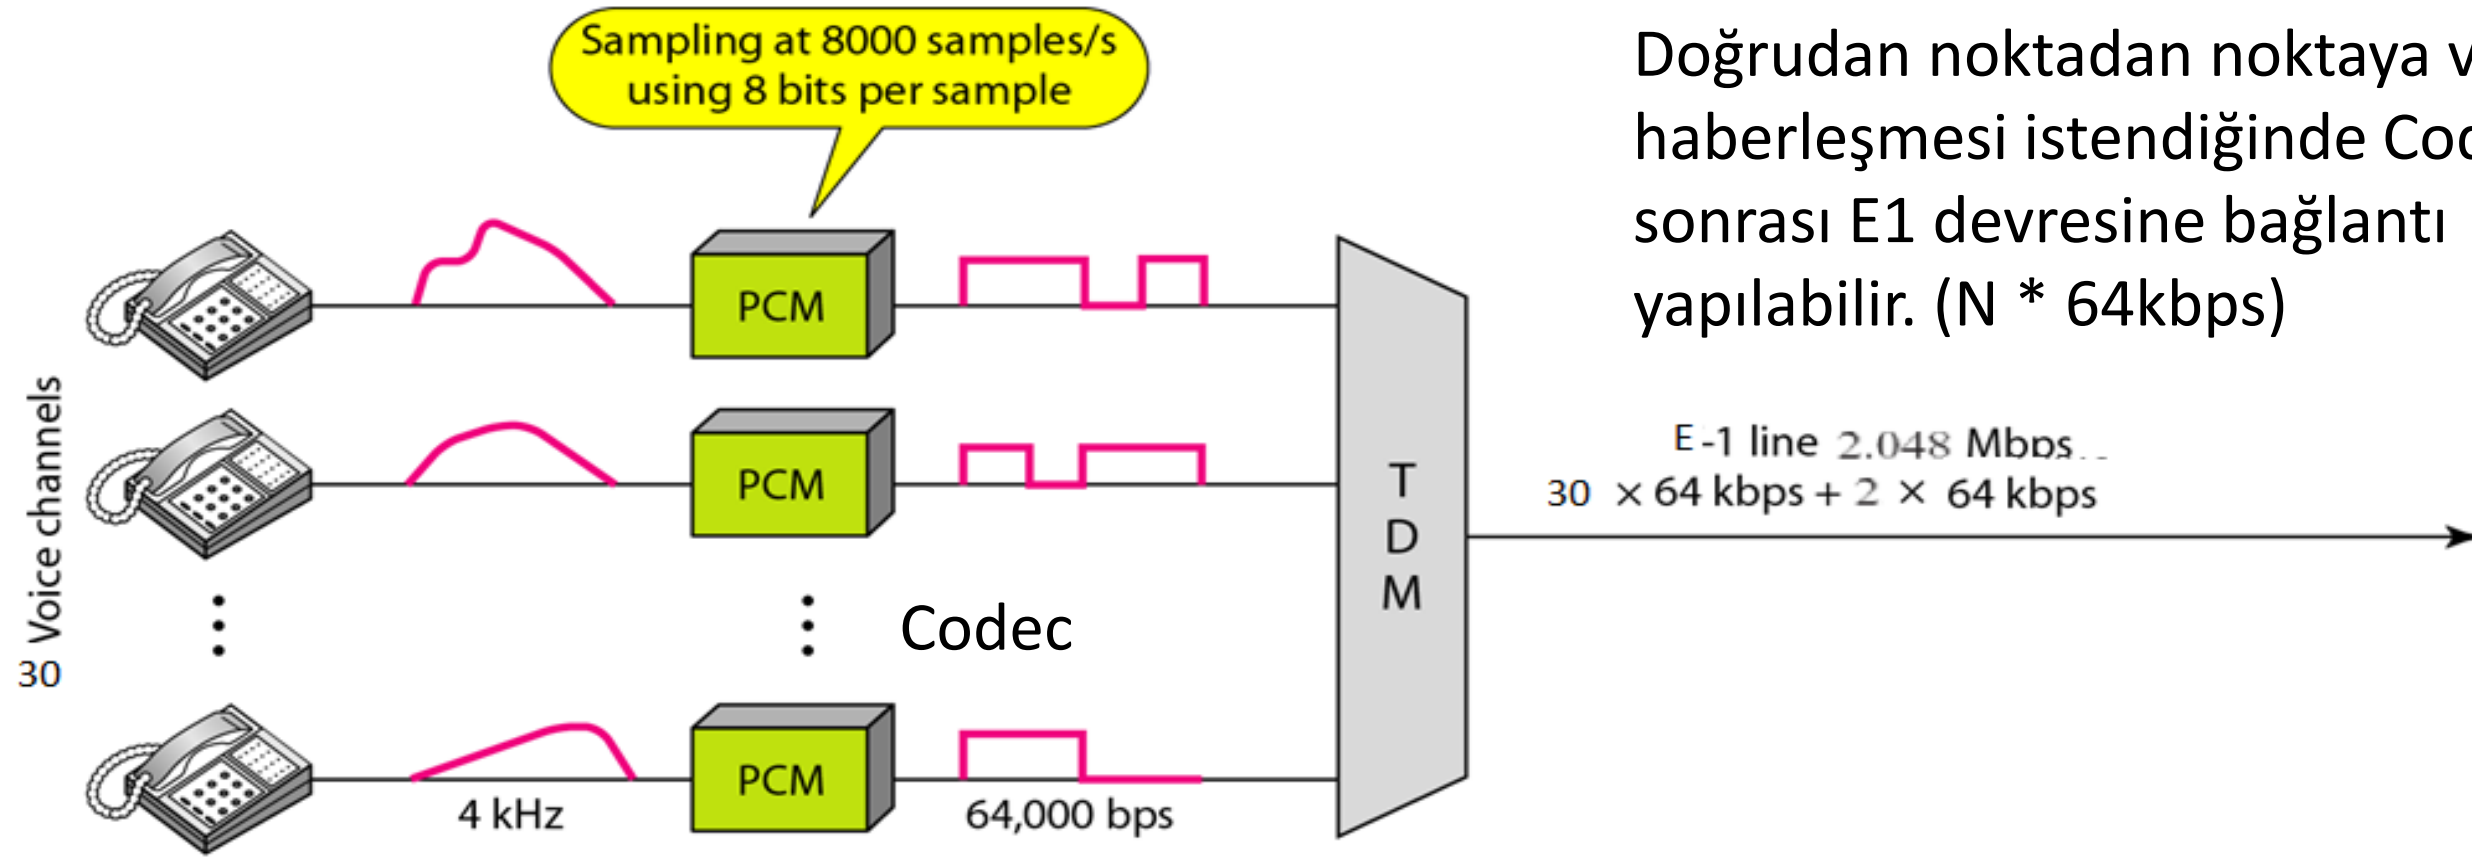 Sampling at 8000 samples/s
using 8 bits per sample
Doğrudan noktadan noktaya
haberleşmesi istendiğinde
sonrası E1 devresine bağlantı
yapılabilir. (N * 64kbps)
PCM
PCM
PCM
Codec
Voice channels
30
4 kHz
64,000 bps
T
D
M
E-1 line 2.048 Mbps
30 × 64 kbps + 2 × 64 kbps